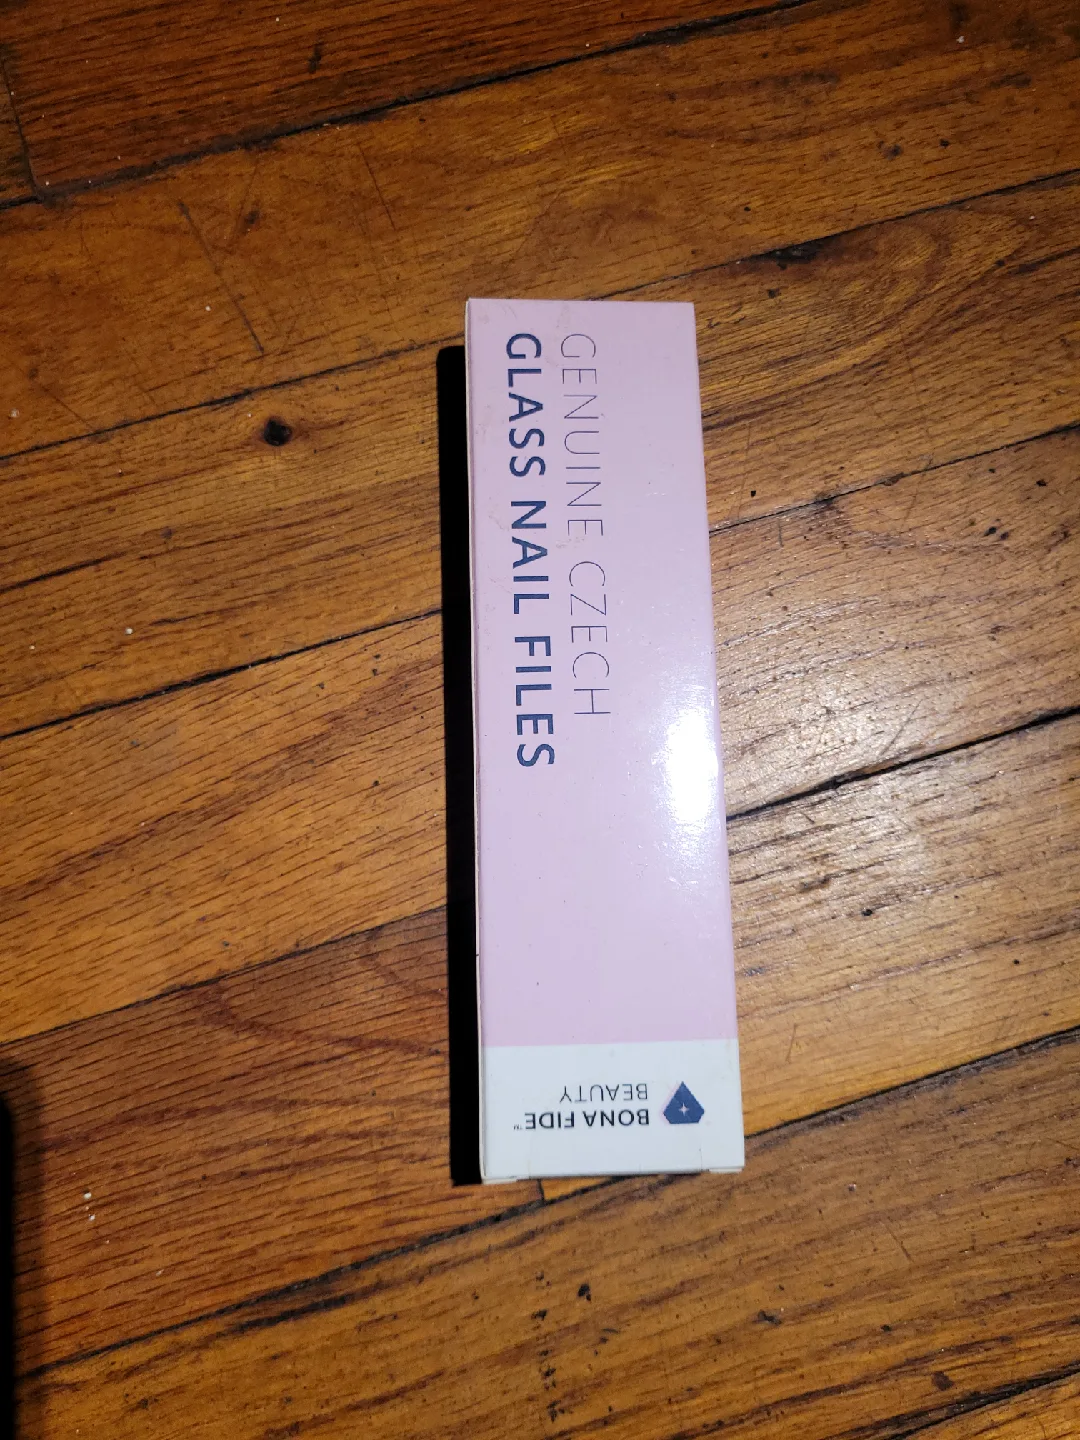 GENUINE CZECH
GLASS NAIL FILES
BONA FIDE™
BEAUTY